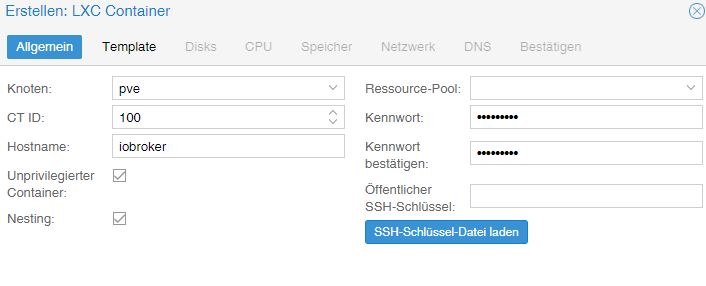 Erstellen: LXC Container
Allgemein Template Disks CPU Speicher Netzwerk DNS Bestätigen
Knoten: pve
CT ID: 100
Hostname: iobroker
Unprivilegierter
Container:
Nesting:
Ressource-Pool:
Kennwort: •••••••••
Kennwort
bestätigen: •••••••••
Öffentlicher
SSH-Schlüssel:
SSH-Schlüssel-Datei laden